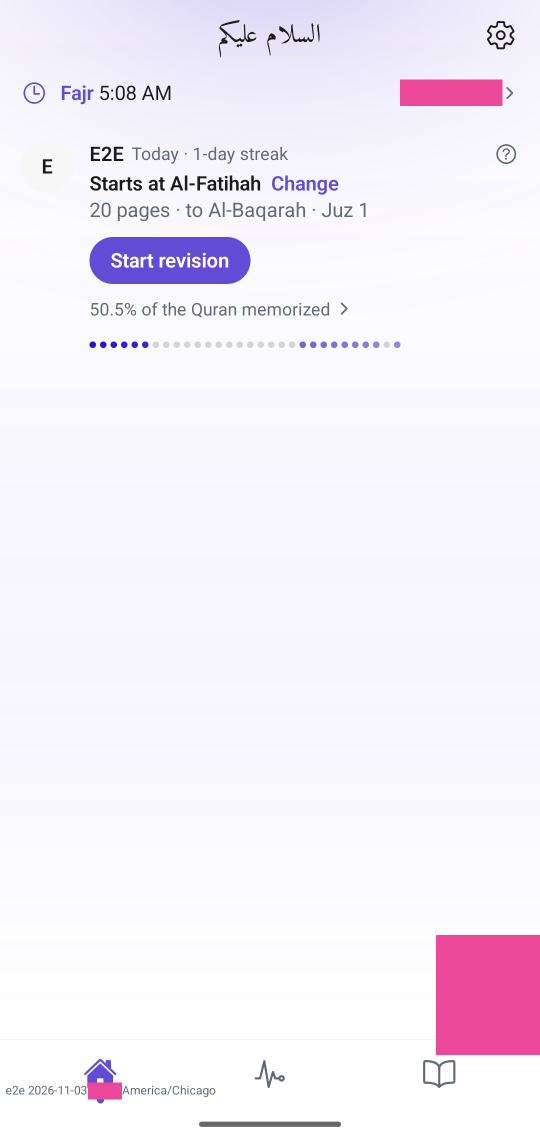 السلام عليكم
Fajr 5:08 AM
E
E2E Today · 1-day streak
Starts at Al-Fatihah Change
20 pages · to Al-Baqarah · Juz 1
Start revision
50.5% of the Quran memorized
e2e 2026-11-03 America/Chicago